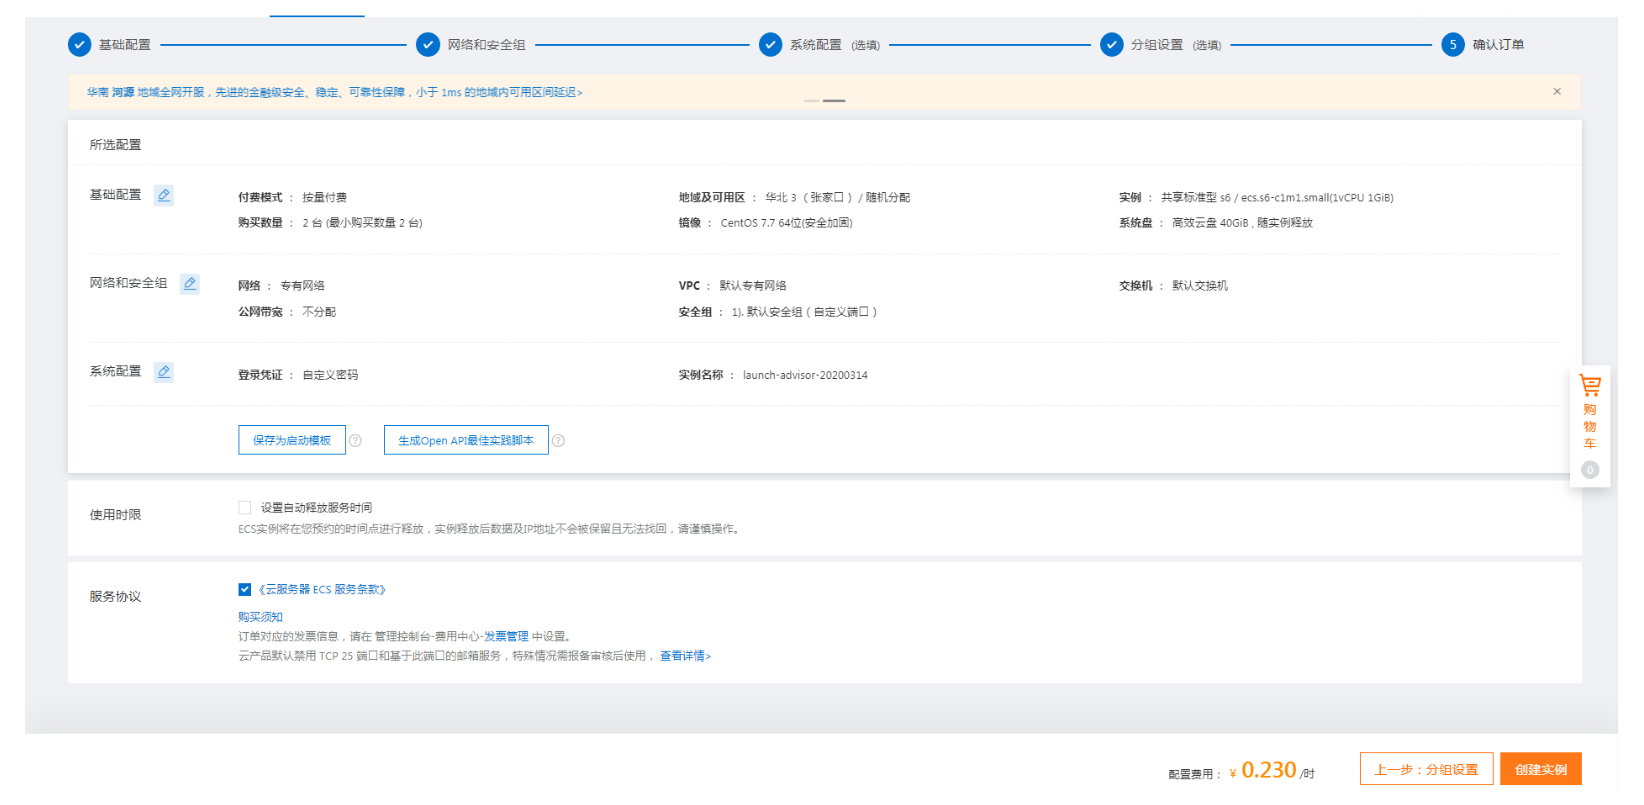 基础配置 网络和安全组 系统配置 (选填) 分组设置 (选填) 5 确认订单
华南 河源 地域全网开服，先进的金融级安全、稳定、可靠性保障，小于 1ms 的地域内可用区间延迟> ×
所选配置
基础配置 付费模式 ： 按量付费 地域及可用区 ： 华北 3 （ 张家口 ） / 随机分配 实例 ： 共享标准型 s6 / ecs.s6-c1m1.small(1vCPU 1GiB)
购买数量 ： 2 台 (最小购买数量 2 台) 镜像 ： CentOS 7.7 64位(安全加固) 系统盘 ： 高效云盘 40GiB , 随实例释放
网络和安全组 网络 ： 专有网络 VPC ： 默认专有网络 交换机 ： 默认交换机
公网带宽 ： 不分配 安全组 ： 1). 默认安全组 ( 自定义端口 )
系统配置 登录凭证 ： 自定义密码 实例名称 ： launch-advisor-20200314
购
物
车
0
保存为启动模板 ? 生成Open API最佳实践脚本 ?
使用时限 设置自动释放服务时间
ECS实例将在您预约的时间点进行释放，实例释放后数据及IP地址不会被保留且无法找回，请谨慎操作。
服务协议 《云服务器 ECS 服务条款》
购买须知
订单对应的发票信息，请在 管理控制台-费用中心-发票管理 中设置。
云产品默认禁用 TCP 25 端口和基于此端口的邮箱服务，特殊情况需报备审核后使用， 查看详情>
配置费用： ¥ 0.230 /时 上一步：分组设置 创建实例